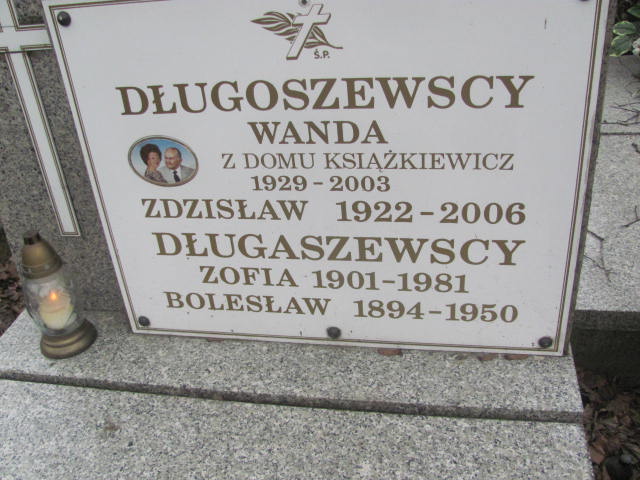 Ś.P.
DŁUGOSZEWSCY
WANDA
Z DOMU KSIĄŻKIEWICZ
1929 - 2003
ZDZISŁAW 1922 - 2006
DŁUGASZEWSCY
ZOFIA 1901 - 1981
BOLESŁAW 1894 - 1950